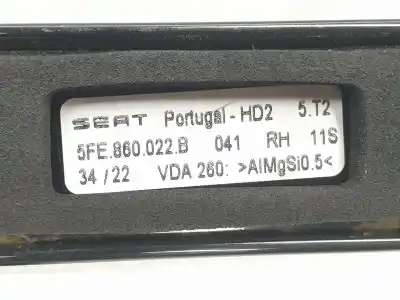 SEAT Portugal - HD2 5.T2
5FE.860.022.B 041 RH 11S
34 / 22 VDA 260: >AlMgSi0.5<